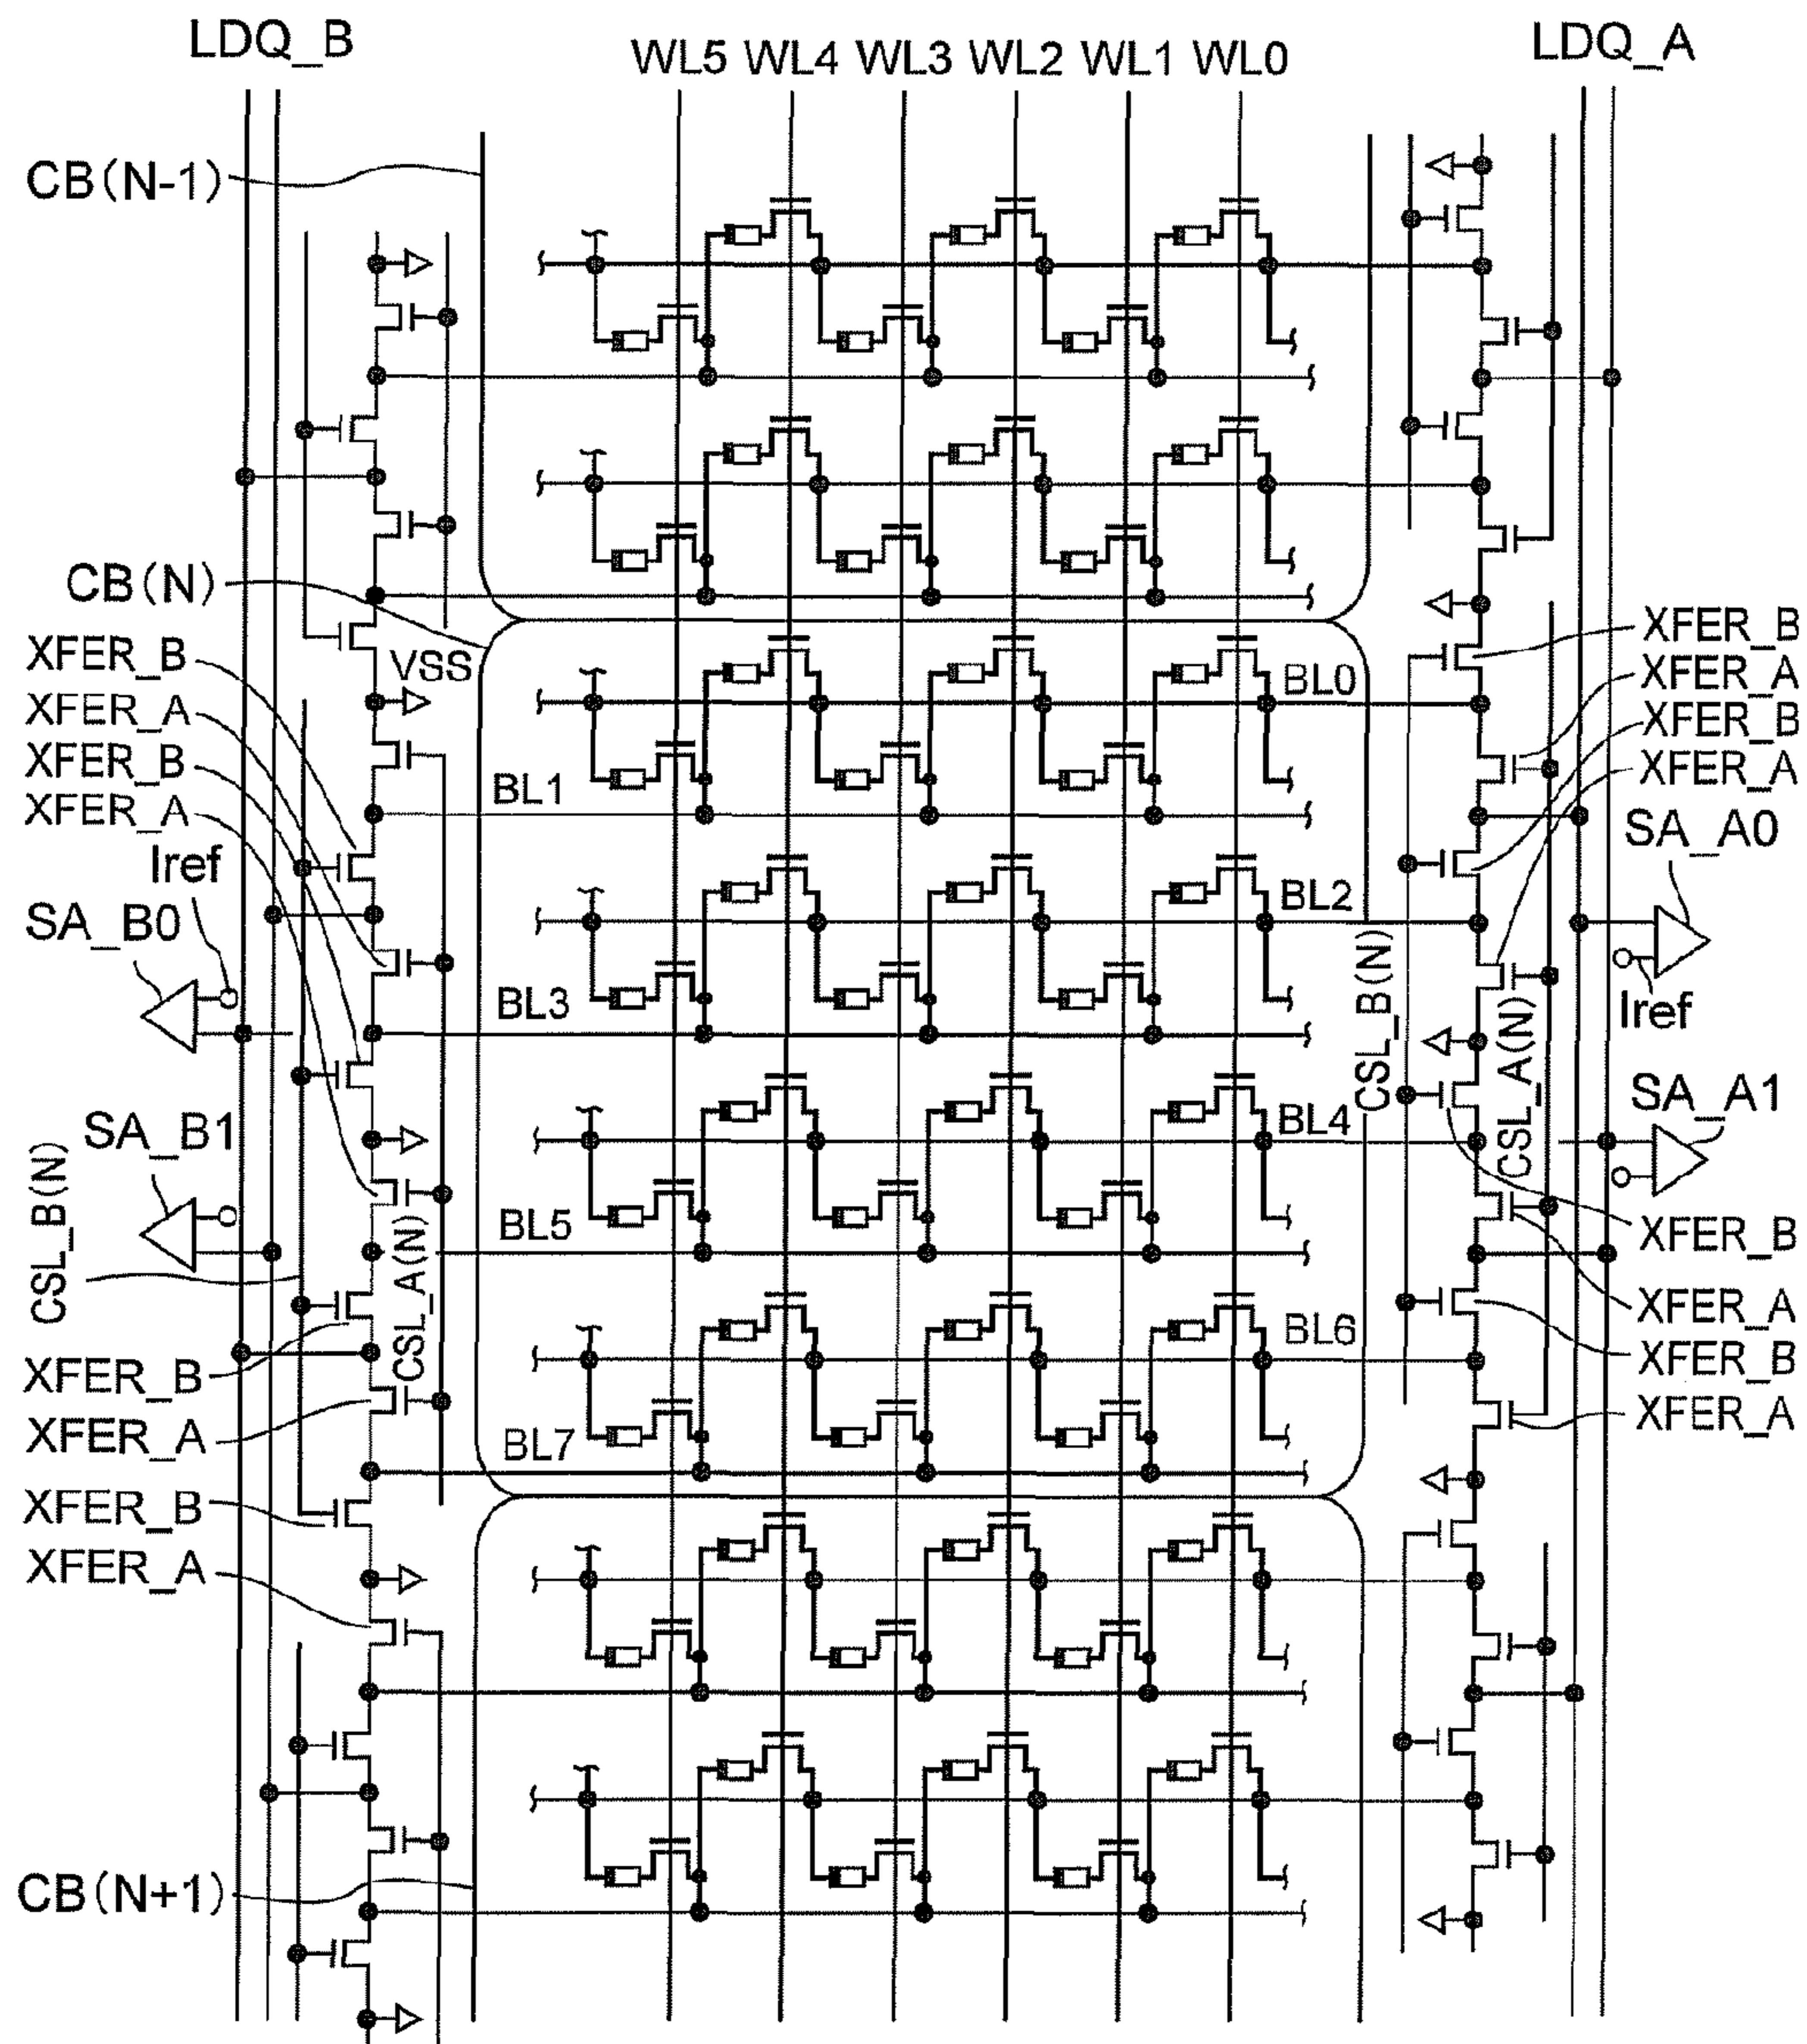 LDQ_B
WL5 WL4 WL3 WL2 WL1 WL0
LDQ_A
CB(N-1)
CB(N)
XFER_B
XFER_A
XFER_B
XFER_A
VSS
BL0
XFER_B
XFER_A
XFER_B
XFER_A
BL1
Iref
SA_B0
BL2
SA_A0
Iref
BL3
CSL_B(N)
CSL_A(N)
SA_B1
BL4
SA_A1
CSL_B(N)
CSL_A(N)
BL5
XFER_B
XFER_A
XFER_B
XFER_A
BL6
XFER_B
XFER_A
BL7
XFER_B
XFER_A
CB(N+1)